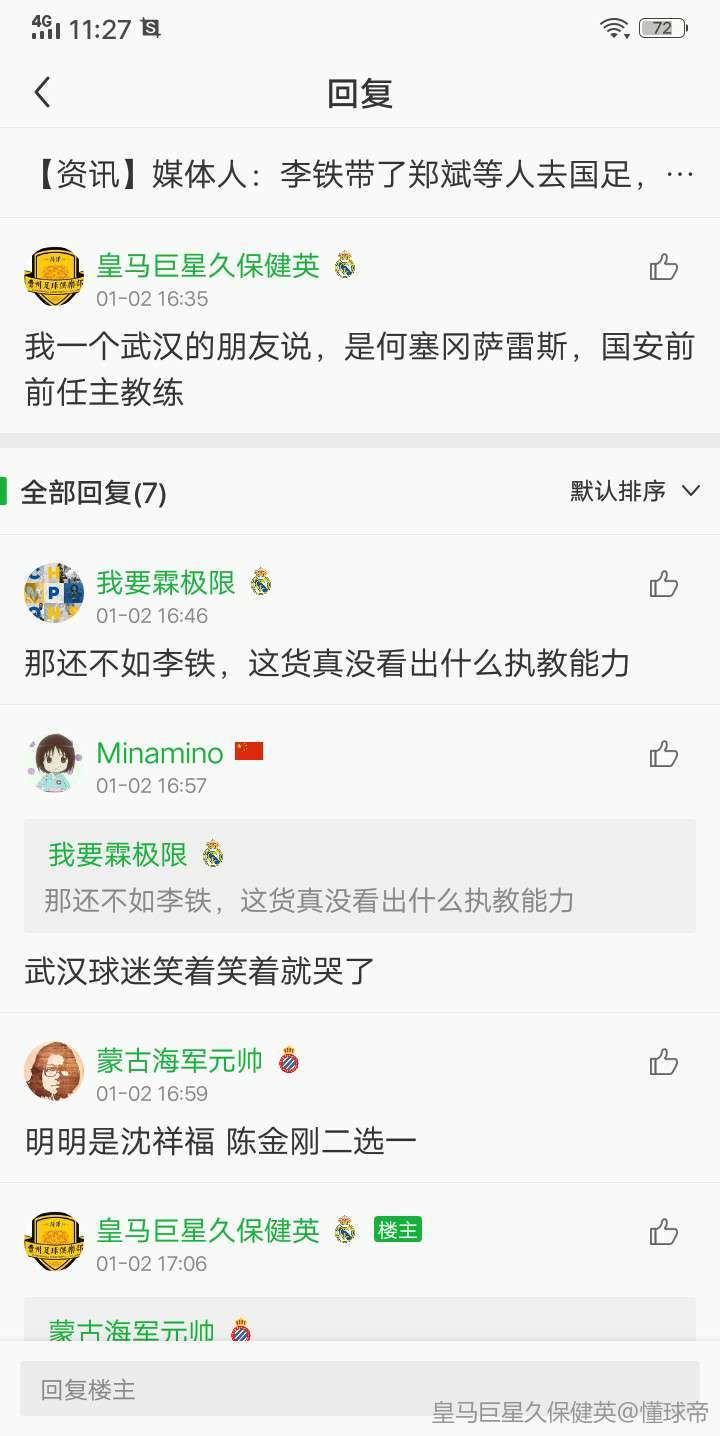 4G 11:27 72
回复
【资讯】媒体人：李铁带了郑斌等人去国足，…
皇马巨星久保健英
01-02 16:35
我一个武汉的朋友说，是何塞冈萨雷斯，国安前
前任主教练
全部回复(7) 默认排序
我要霖极限
01-02 16:46
那还不如李铁，这货真没看出什么执教能力
Minamino
01-02 16:57
我要霖极限
那还不如李铁，这货真没看出什么执教能力
武汉球迷笑着笑着就哭了
蒙古海军元帅
01-02 16:59
明明是沈祥福 陈金刚二选一
皇马巨星久保健英 楼主
01-02 17:06
蒙古海军元帅
回复楼主
皇马巨星久保健英@懂球帝